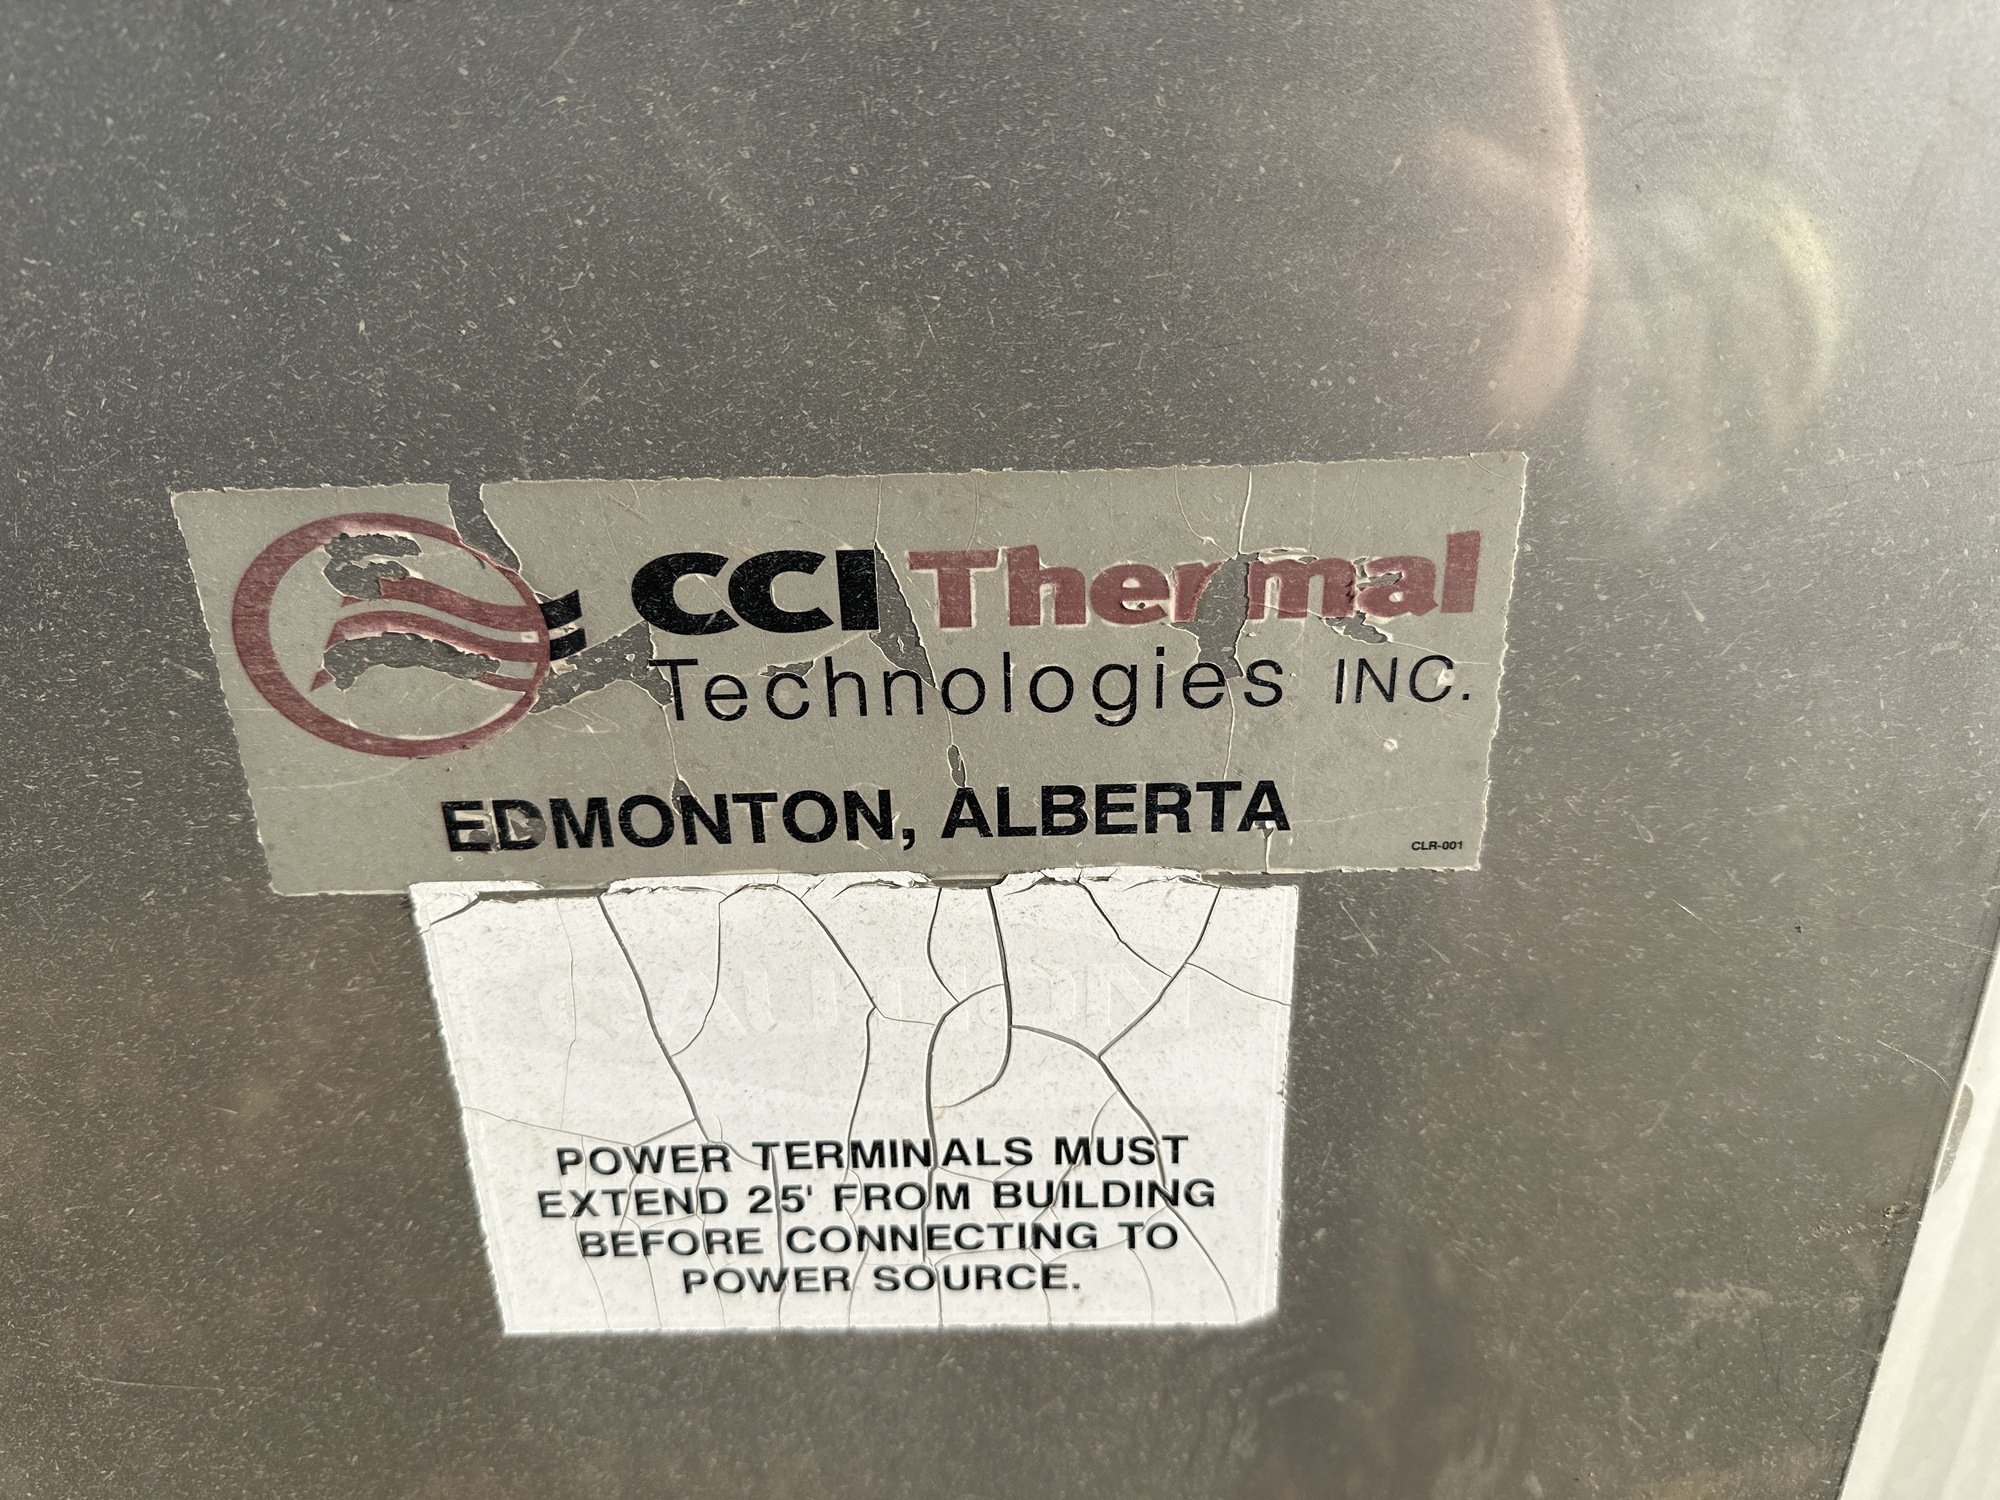 CCI Thermal
Technologies INC.
EDMONTON, ALBERTA
CLR-001
CAUTION
POWER TERMINALS MUST
EXTEND 25' FROM BUILDING
BEFORE CONNECTING TO
POWER SOURCE.